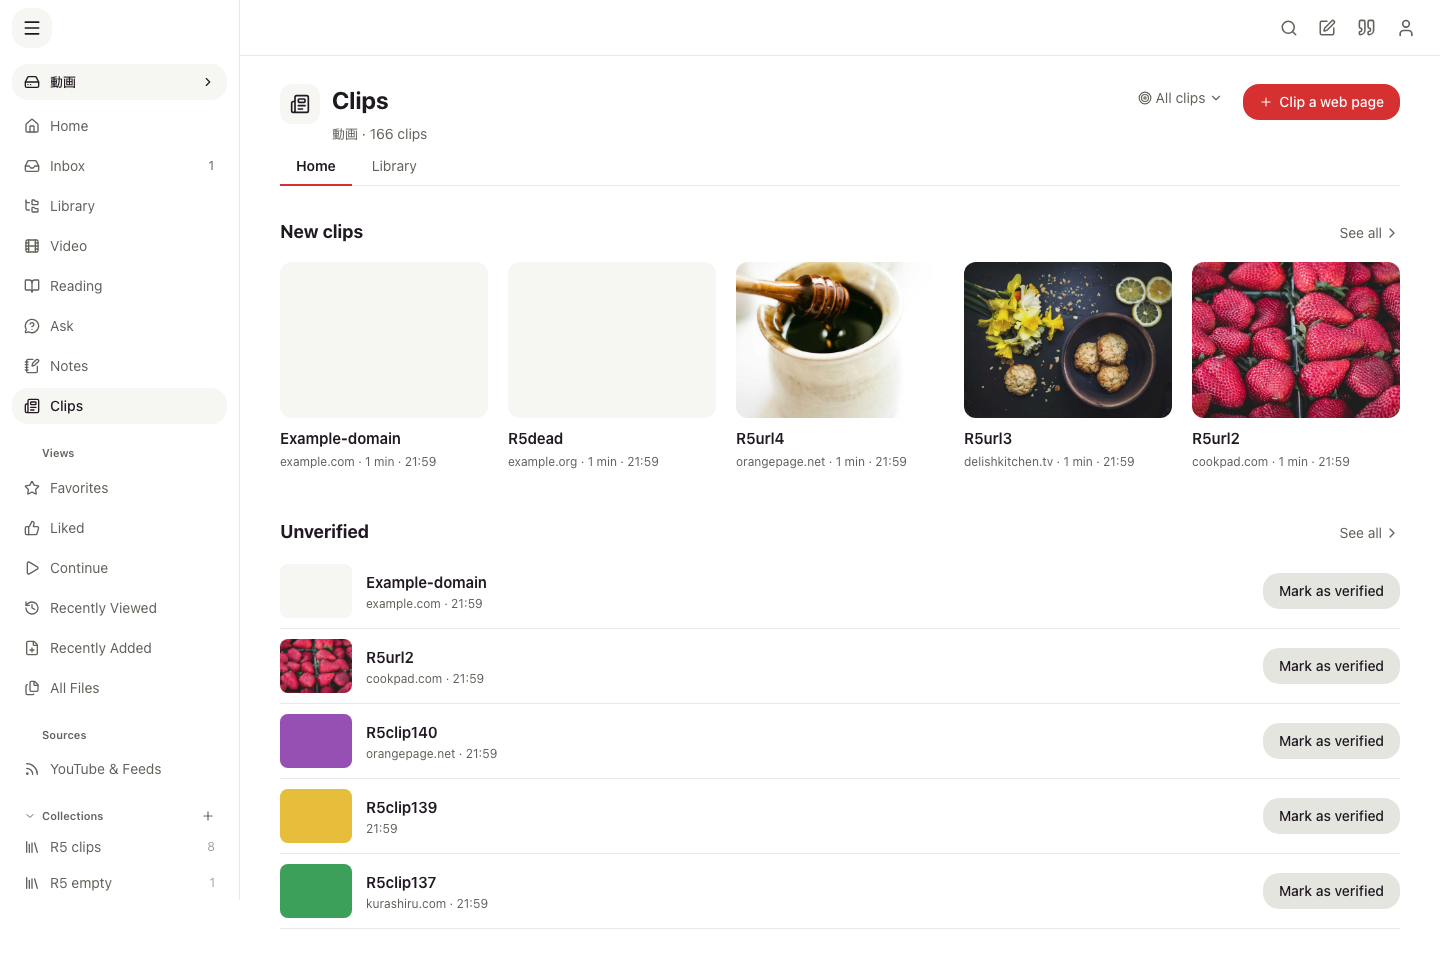 動画
Home
Inbox 1
Library
Video
Reading
Ask
Notes
Clips
Views
Favorites
Liked
Continue
Recently Viewed
Recently Added
All Files
Sources
YouTube & Feeds
Collections
R5 clips 8
R5 empty 1
Clips
動画 · 166 clips
All clips
Clip a web page
Home Library
New clips
See all
Example-domain
example.com · 1 min · 21:59
R5dead
example.org · 1 min · 21:59
R5url4
orangepage.net · 1 min · 21:59
R5url3
delishkitchen.tv · 1 min · 21:59
R5url2
cookpad.com · 1 min · 21:59
Unverified
See all
Example-domain
example.com · 21:59
Mark as verified
R5url2
cookpad.com · 21:59
Mark as verified
R5clip140
orangepage.net · 21:59
Mark as verified
R5clip139
21:59
Mark as verified
R5clip137
kurashiru.com · 21:59
Mark as verified